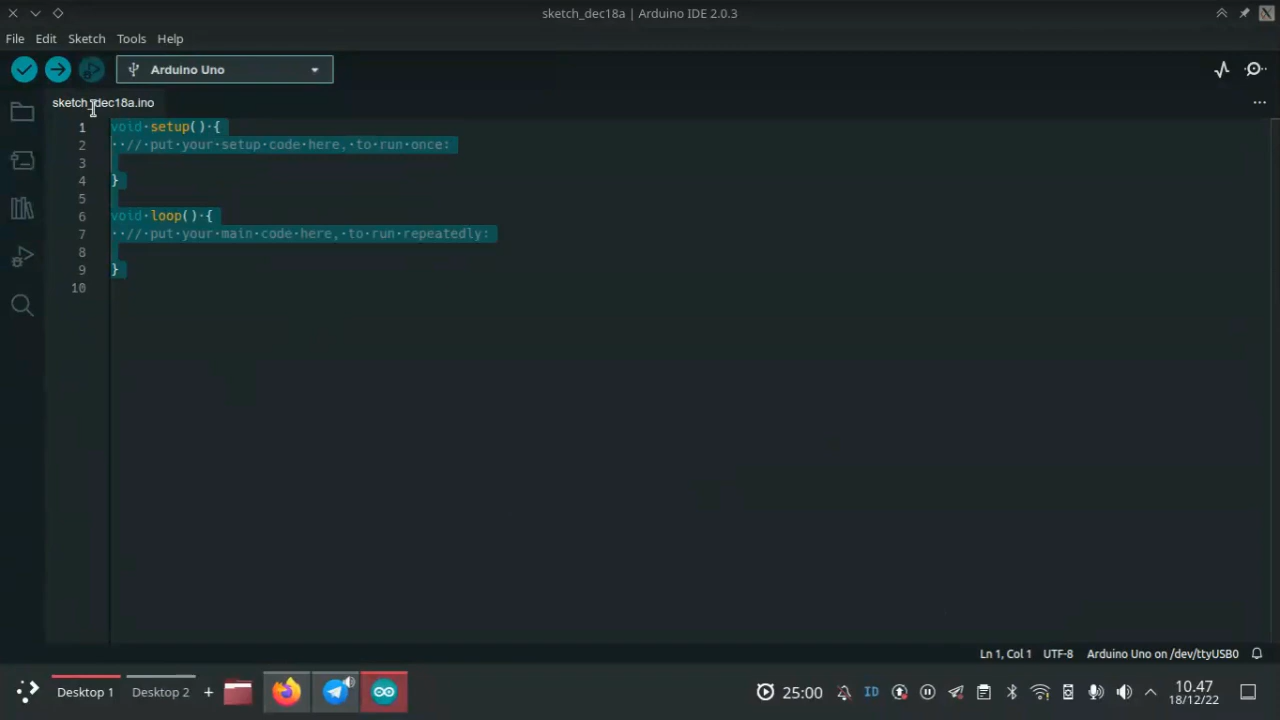 sketch_dec18a | Arduino IDE 2.0.3
File Edit Sketch Tools Help
Arduino Uno
sketch_dec18a.ino
1 void setup() {
2 // put your setup code here, to run once:
3
4 }
5
6 void loop() {
7 // put your main code here, to run repeatedly:
8
9 }
10
Ln 1, Col 1 UTF-8 Arduino Uno on /dev/ttyUSB0
Desktop 1 Desktop 2 + 25:00 ID 10.47
18/12/22